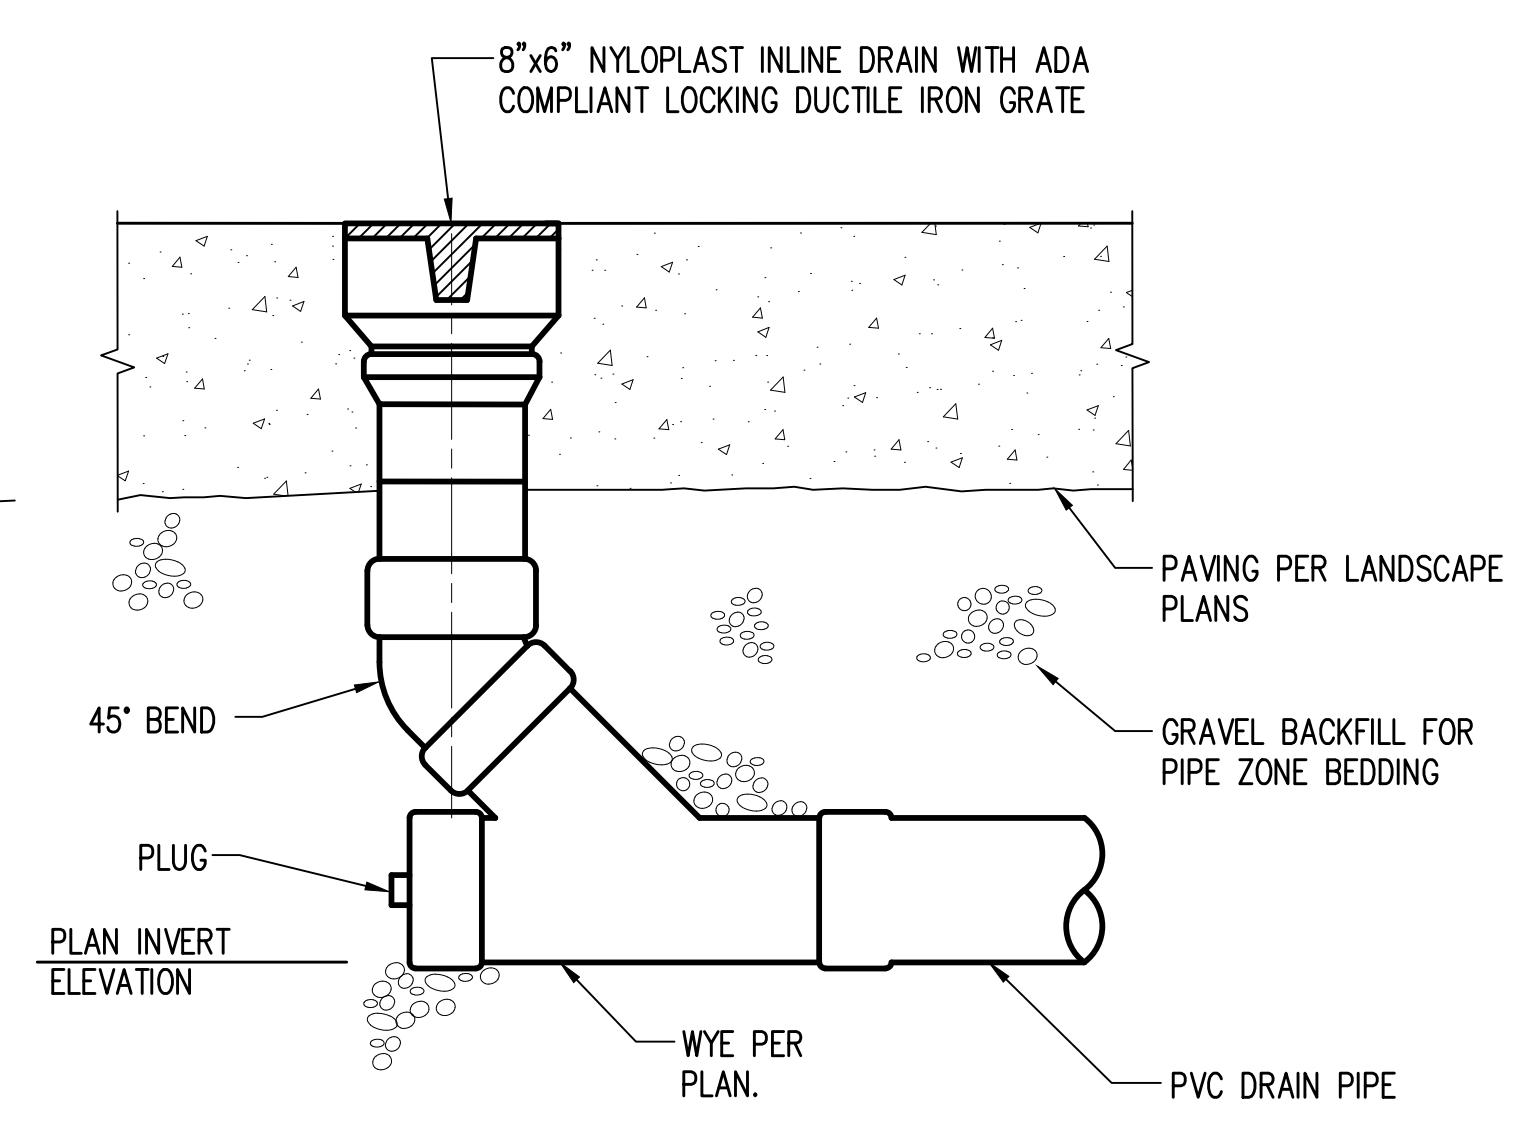 8”x6” NYLOPLAST INLINE DRAIN WITH ADA
COMPLIANT LOCKING DUCTILE IRON GRATE
PAVING PER LANDSCAPE
PLANS
45° BEND
GRAVEL BACKFILL FOR
PIPE ZONE BEDDING
PLUG
PLAN INVERT
ELEVATION
WYE PER
PLAN.
PVC DRAIN PIPE